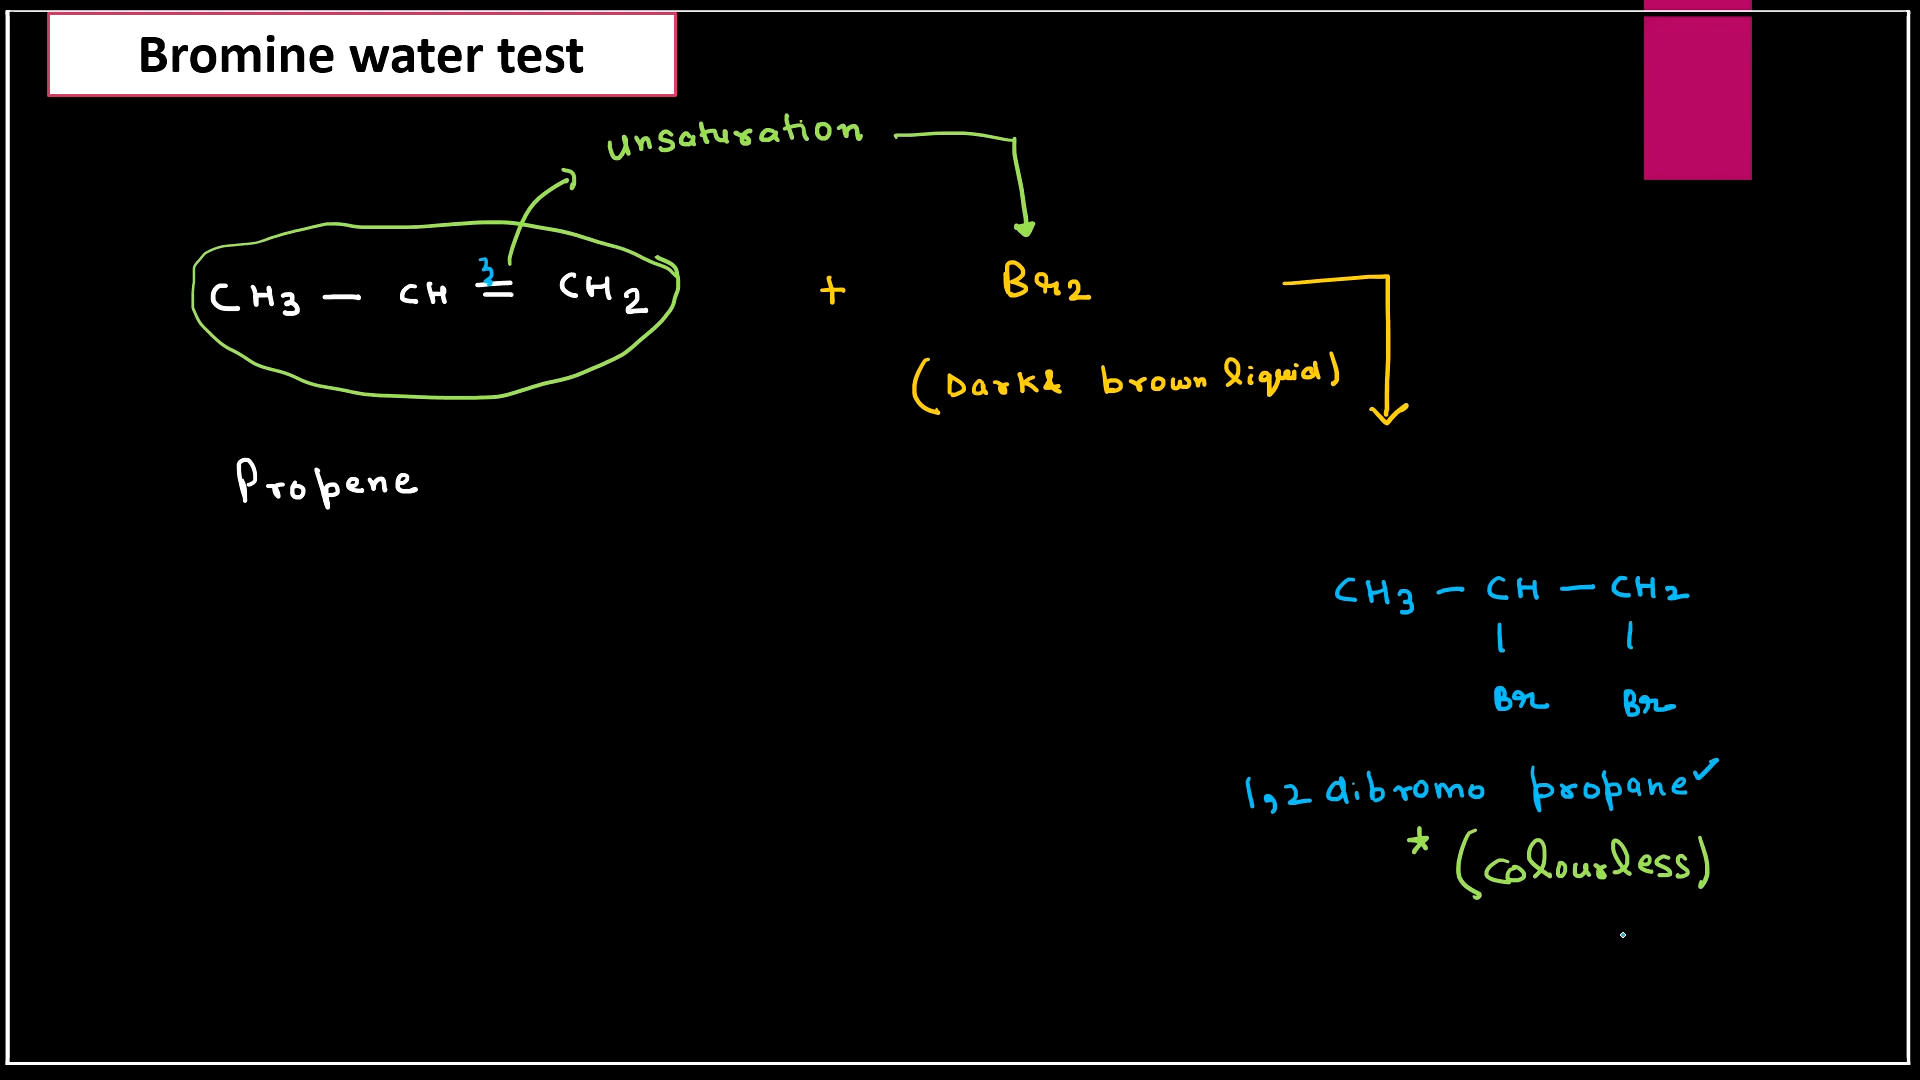 Bromine water test
unsaturation
3
CH3 — CH = CH2 + Br2
(Dark& brown liquid)
Propene
CH3 — CH — CH2
| |
Br Br
1,2 dibromo propane ✓
* (colourless)